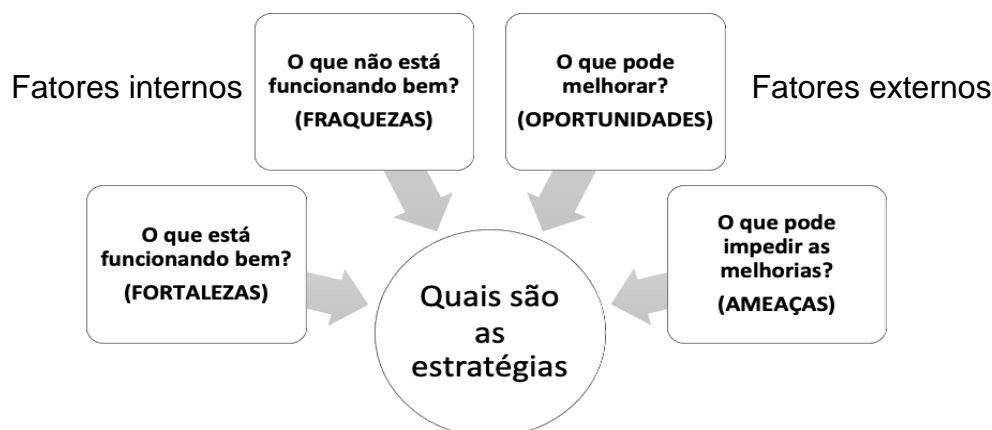 Fatores internos
O que não está
funcionando bem?
(FRAQUEZAS)
O que pode
melhorar?
(OPORTUNIDADES)
Fatores externos
O que está
funcionando bem?
(FORTALEZAS)
Quais são
as
estratégias
O que pode
impedir as
melhorias?
(AMEAÇAS)